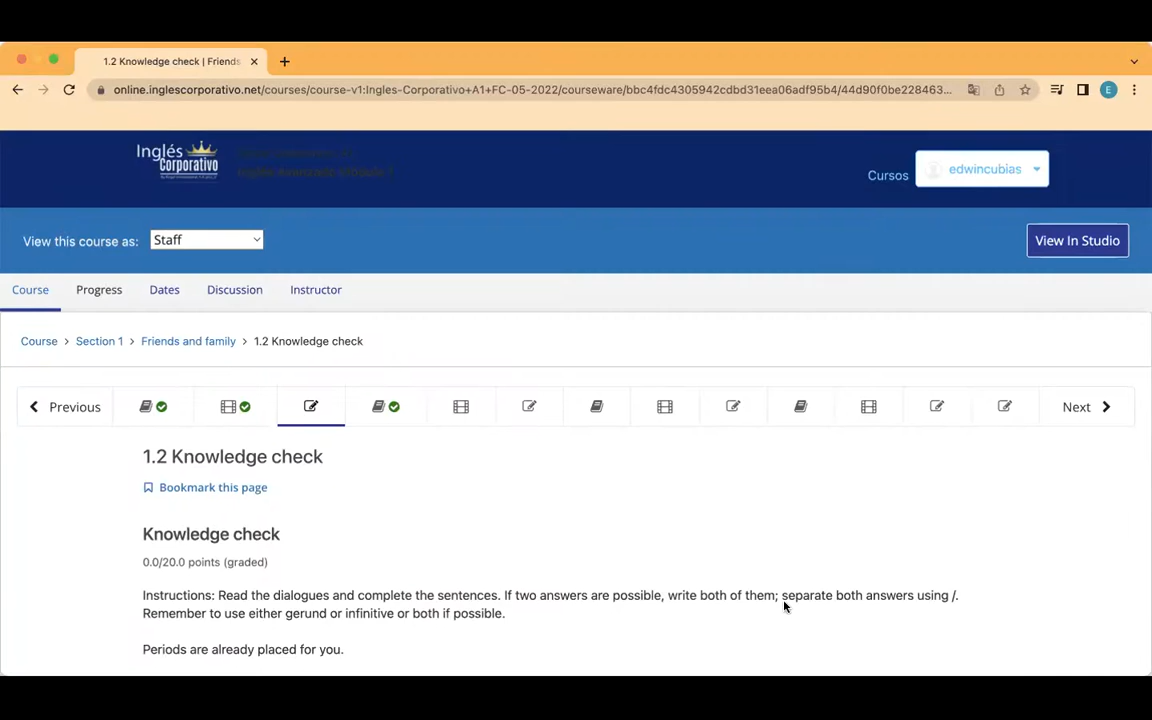 1.2 Knowledge check | Friends
online.inglescorporativo.net/courses/course-v1:Ingles-Corporativo+A1+FC-05-2022/courseware/bbc4fdc4305942cdbd31eea06adf95b4/44d90f0be228463...
E
Inglés
Corporativo
Cursos
edwincubias
View this course as:
Staff
View In Studio
Course Progress Dates Discussion Instructor
Course > Section 1 > Friends and family > 1.2 Knowledge check
Previous
Next
1.2 Knowledge check
Bookmark this page
Knowledge check
0.0/20.0 points (graded)
Instructions: Read the dialogues and complete the sentences. If two answers are possible, write both of them; separate both answers using /.
Remember to use either gerund or infinitive or both if possible.
Periods are already placed for you.